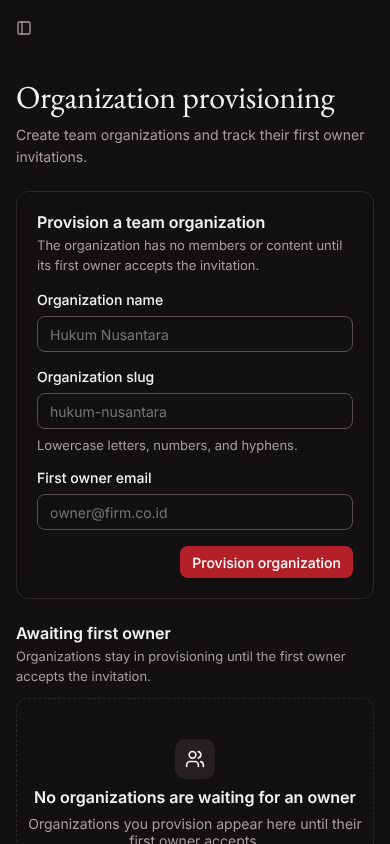 Organization provisioning
Create team organizations and track their first owner
invitations.
Provision a team organization
The organization has no members or content until
its first owner accepts the invitation.
Organization name
Hukum Nusantara
Organization slug
hukum-nusantara
Lowercase letters, numbers, and hyphens.
First owner email
owner@firm.co.id
Provision organization
Awaiting first owner
Organizations stay in provisioning until the first owner
accepts the invitation.
No organizations are waiting for an owner
Organizations you provision appear here until their
first owner accepts.